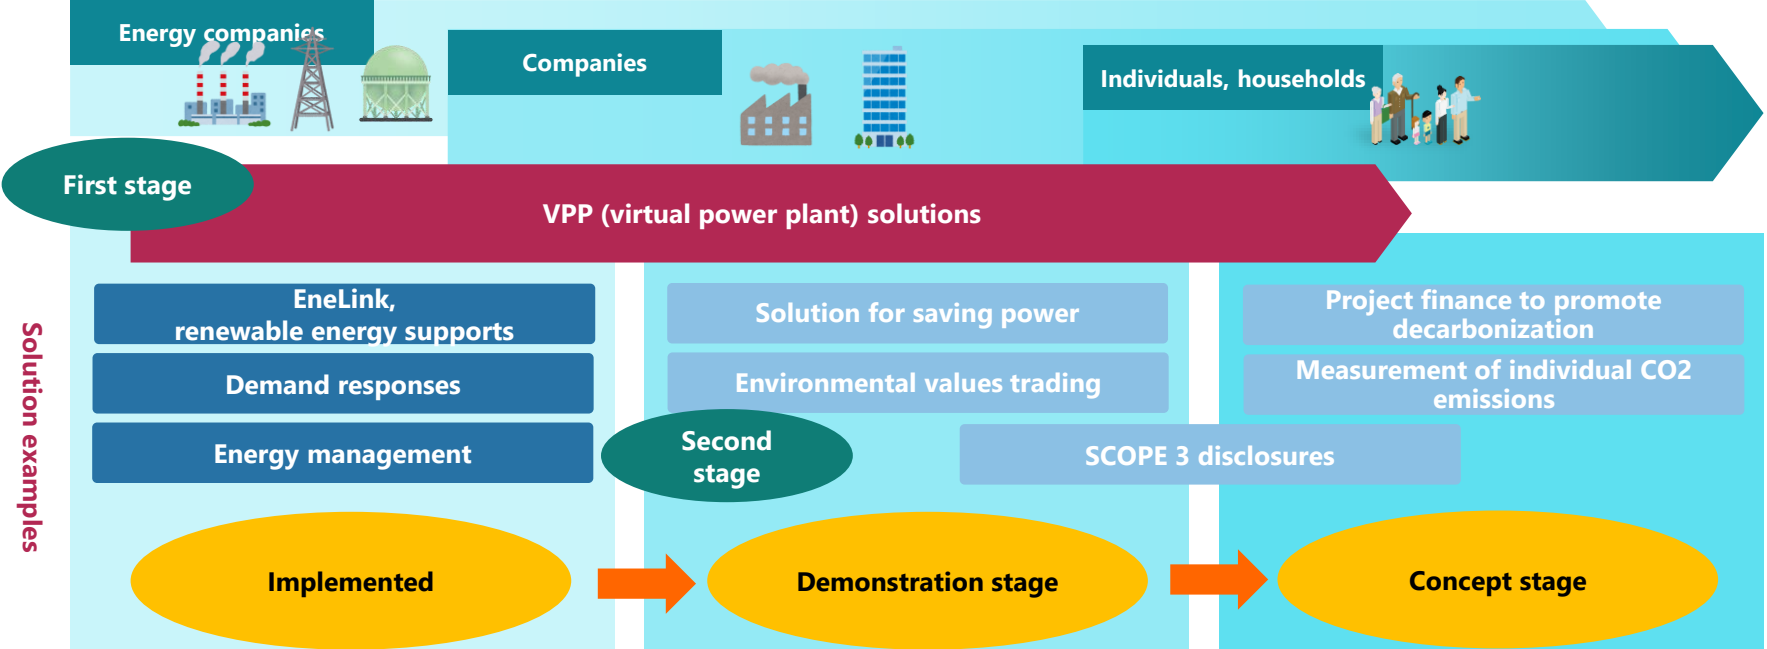 Energy companies
Companies
Individuals, households
First stage
VPP (virtual power plant) solutions
Solution examples
EneLink,
renewable energy supports
Demand responses
Energy management
Solution for saving power
Environmental values trading
Second
stage
SCOPE 3 disclosures
Project finance to promote
decarbonization
Measurement of individual CO2
emissions
Implemented
Demonstration stage
Concept stage